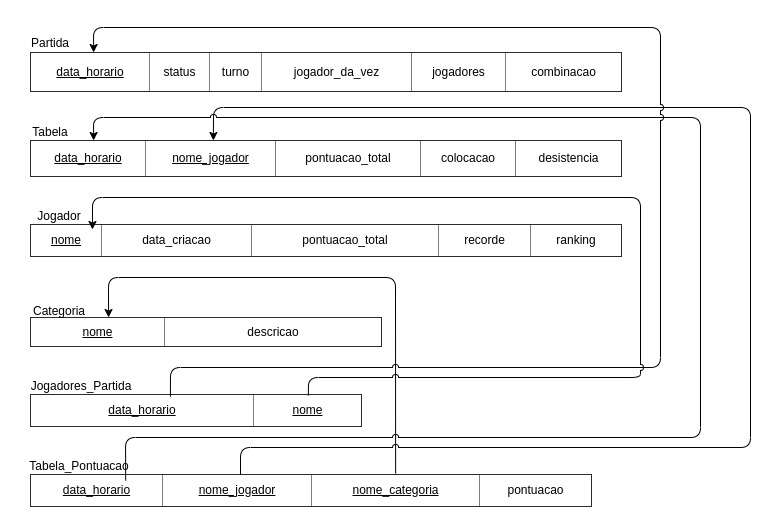 Partida
data_horario status turno jogador_da_vez jogadores combinacao
Tabela
data_horario nome_jogador pontuacao_total colocacao desistencia
Jogador
nome data_criacao pontuacao_total recorde ranking
Categoria
nome descricao
Jogadores_Partida
data_horario nome
Tabela_Pontuacao
data_horario nome_jogador nome_categoria pontuacao